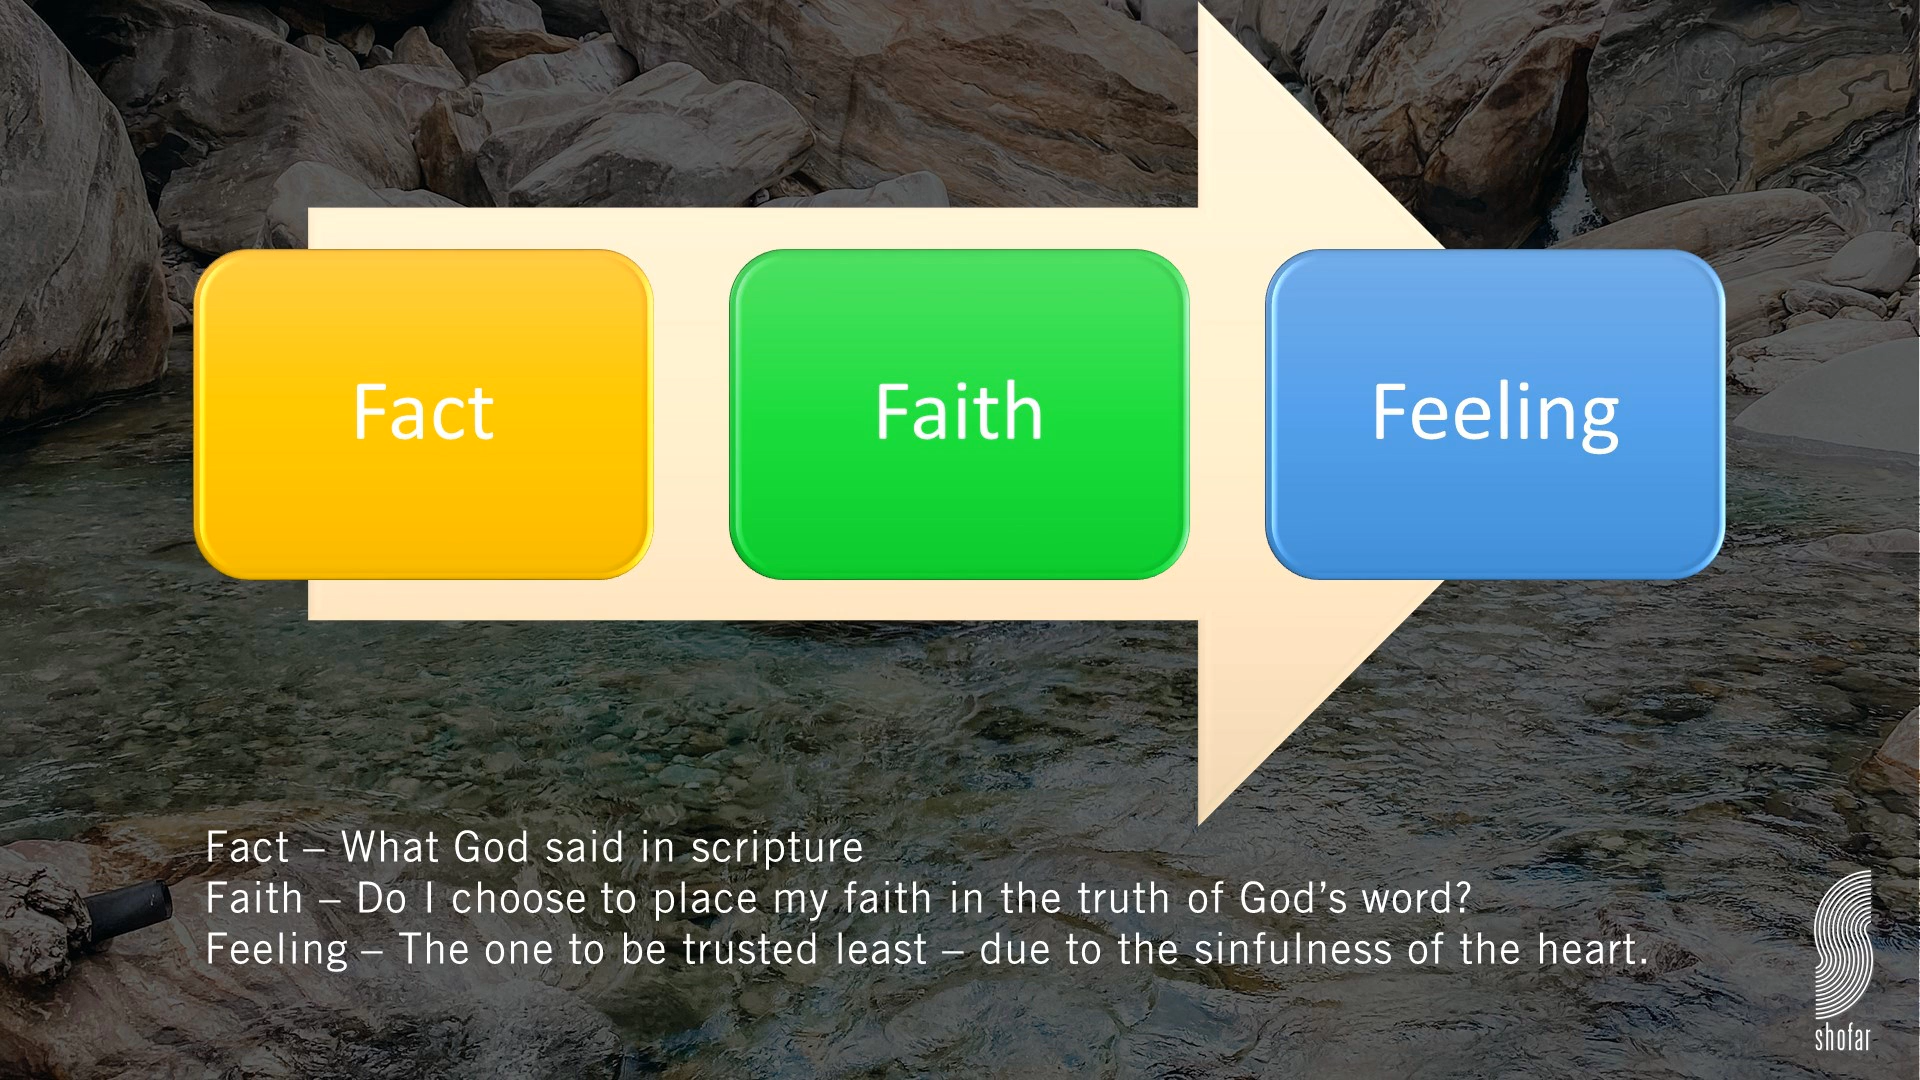 Fact
Faith
Feeling
Fact – What God said in scripture
Faith – Do I choose to place my faith in the truth of God’s word?
Feeling – The one to be trusted least – due to the sinfulness of the heart.
shofar